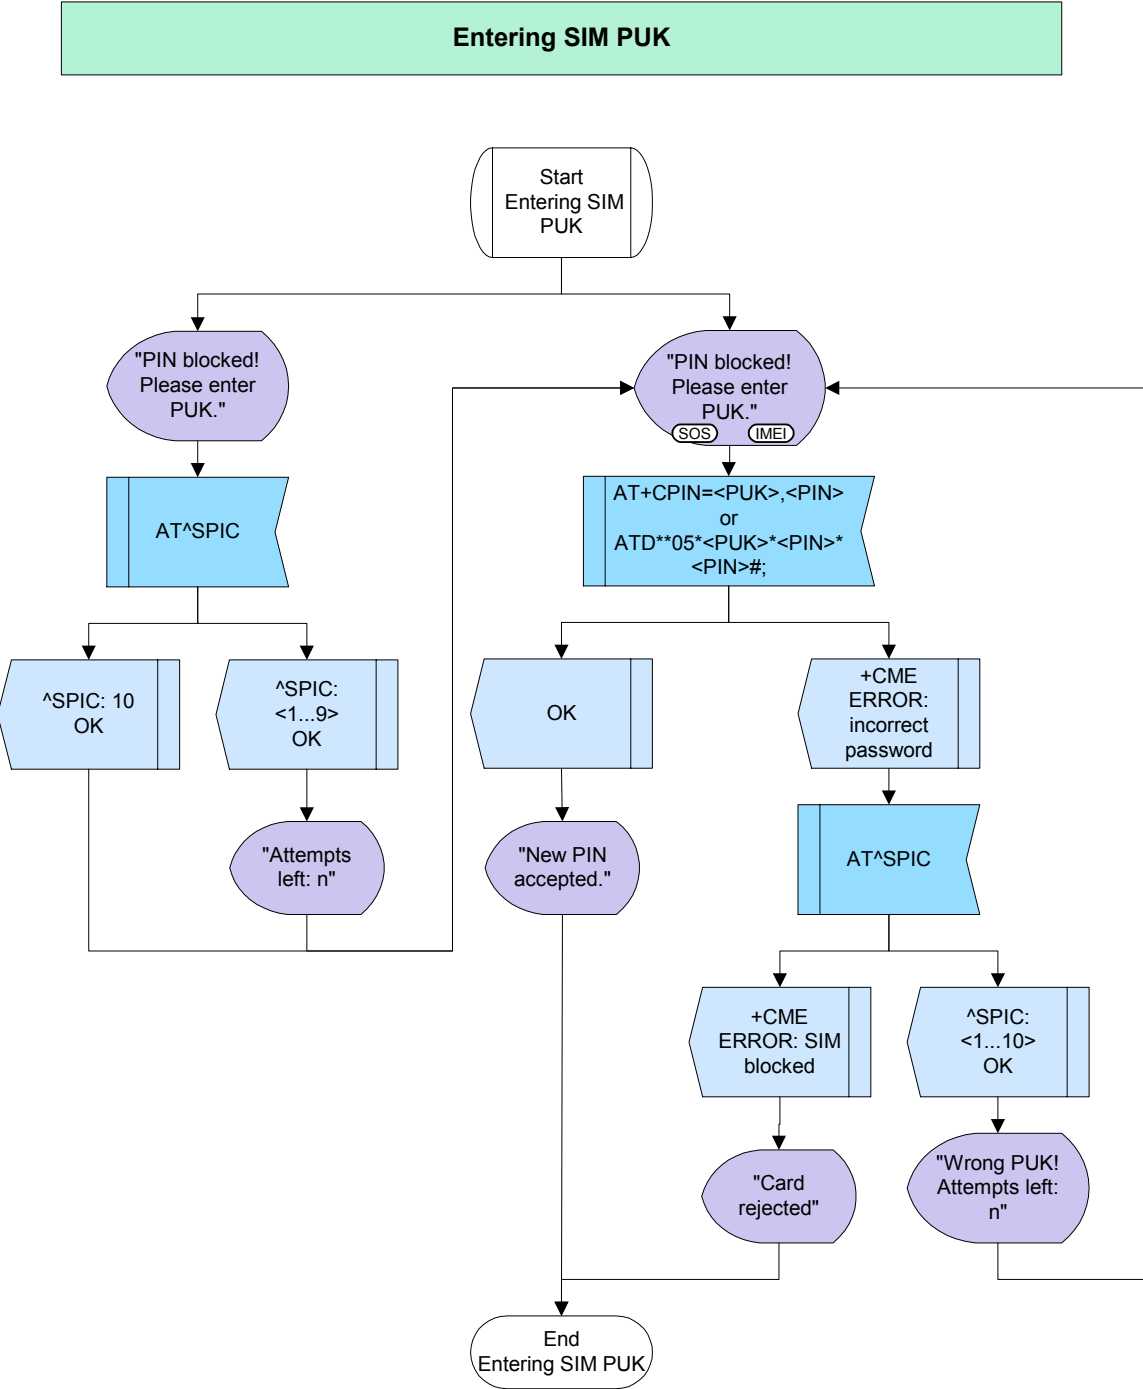 Entering SIM PUK
Start
Entering SIM
PUK
"PIN blocked!
Please enter
PUK."
"PIN blocked!
Please enter
PUK."
SOS
IMEI
AT^SPIC
AT+CPIN=<PUK>,<PIN>
or
ATD**05*<PUK>*<PIN>*
<PIN>#;
^SPIC: 10
OK
^SPIC:
<1...9>
OK
OK
+CME
ERROR:
incorrect
password
"Attempts
left: n"
"New PIN
accepted."
AT^SPIC
+CME
ERROR: SIM
blocked
^SPIC:
<1...10>
OK
"Card
rejected"
"Wrong PUK!
Attempts left:
n"
End
Entering SIM PUK